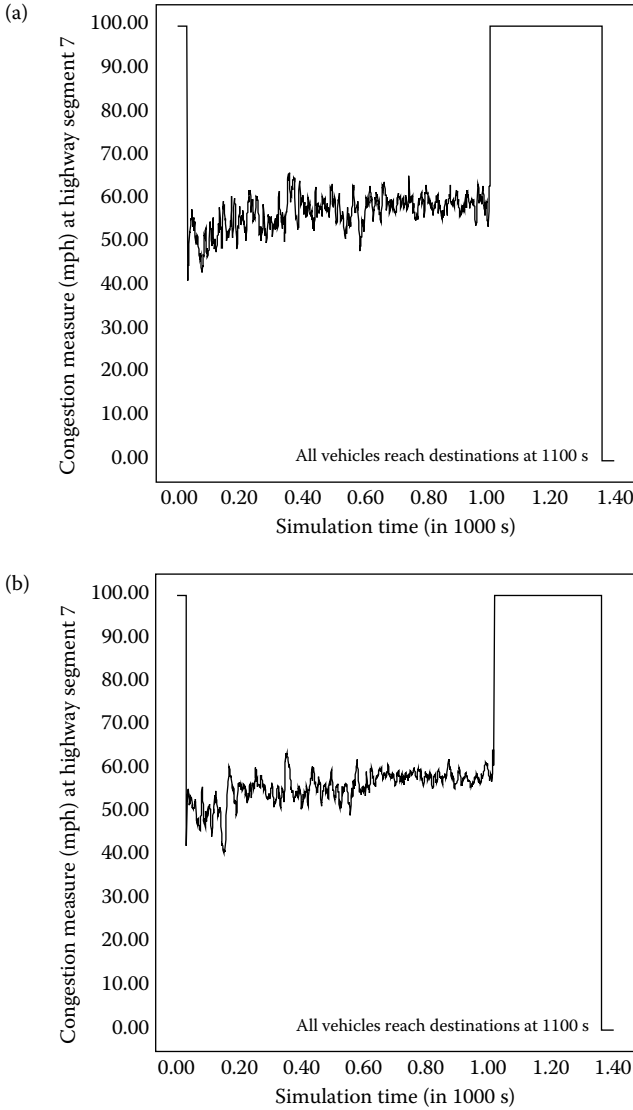 (a)
Congestion measure (mph) at highway segment 7
100.00
90.00
80.00
70.00
60.00
50.00
40.00
30.00
20.00
10.00
0.00
All vehicles reach destinations at 1100 s
0.00 0.20 0.40 0.60 0.80 1.00 1.20 1.40
Simulation time (in 1000 s)
(b)
Congestion measure (mph) at highway segment 7
100.00
90.00
80.00
70.00
60.00
50.00
40.00
30.00
20.00
10.00
0.00
All vehicles reach destinations at 1100 s
0.00 0.20 0.40 0.60 0.80 1.00 1.20 1.40
Simulation time (in 1000 s)